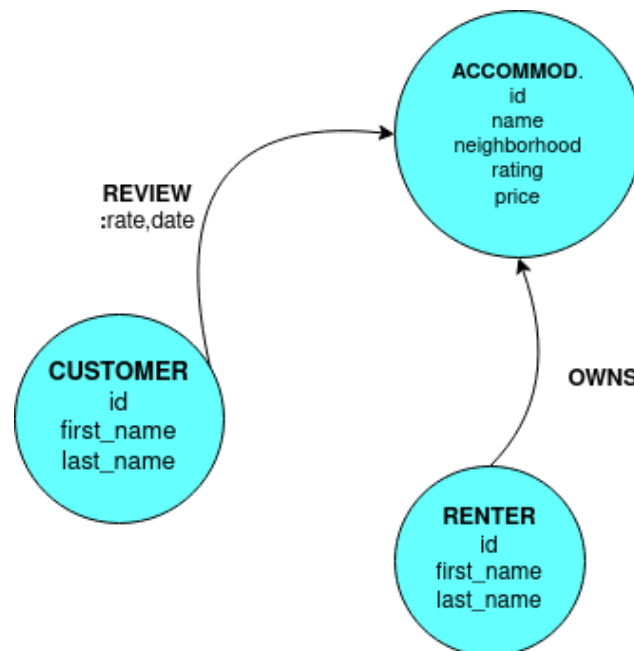 ACCOMMOD.
id
name
neighborhood
rating
price
REVIEW
:rate,date
CUSTOMER
id
first_name
last_name
OWNS
RENTER
id
first_name
last_name